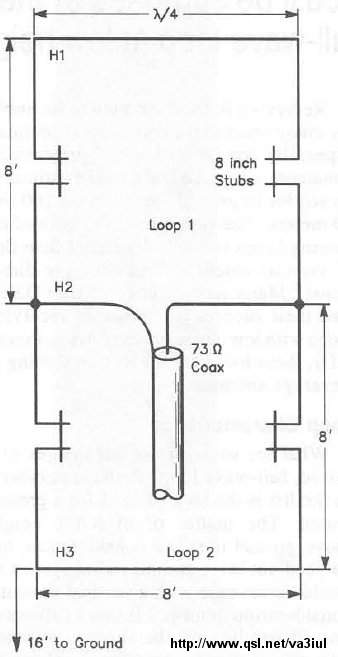 λ/4
H1
8'
8 inch
Stubs
Loop 1
H2
73 Ω
Coax
8'
H3
Loop 2
8'
16' to Ground
http://www.qsl.net/va3iul